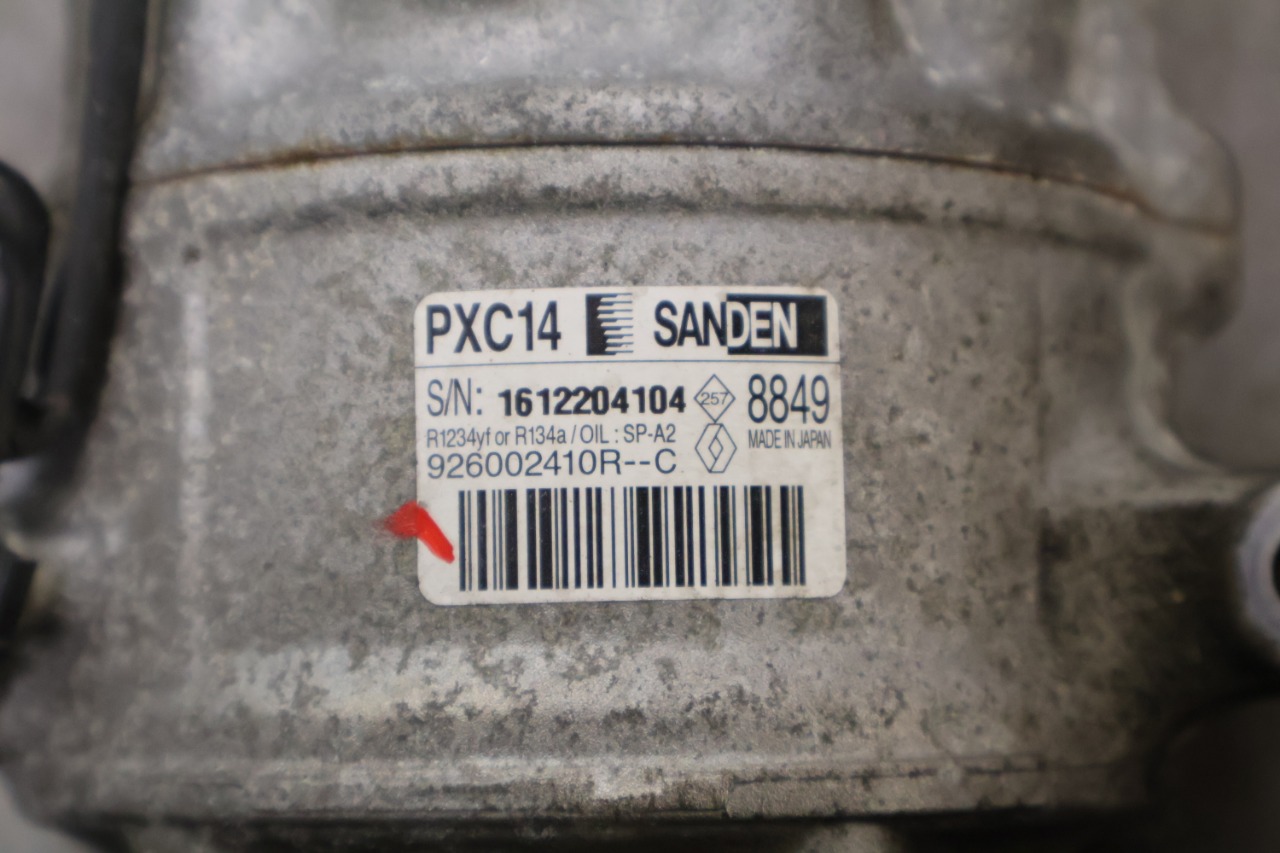 PXC14 SANDEN
S/N: 1612204104 257 8849
R1234yf or R134a / OIL : SP-A2 MADE IN JAPAN
926002410R--C